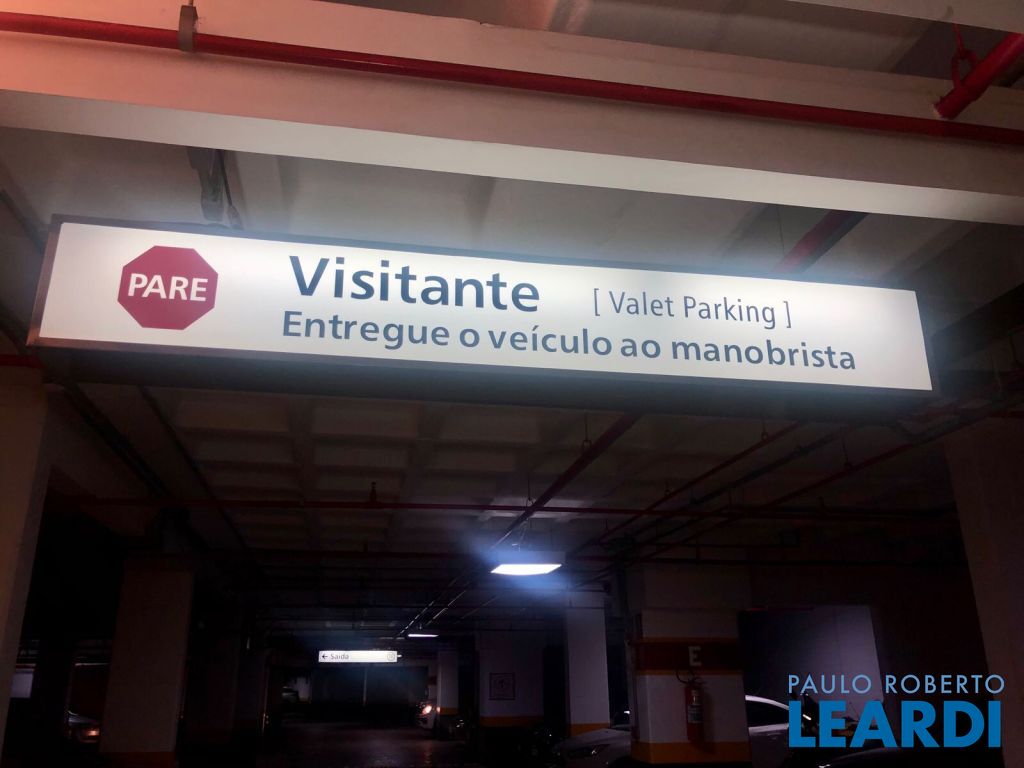 PARE
Visitante [ Valet Parking ]
Entregue o veículo ao manobrista
← Saída
E
PAULO ROBERTO
LEARDI